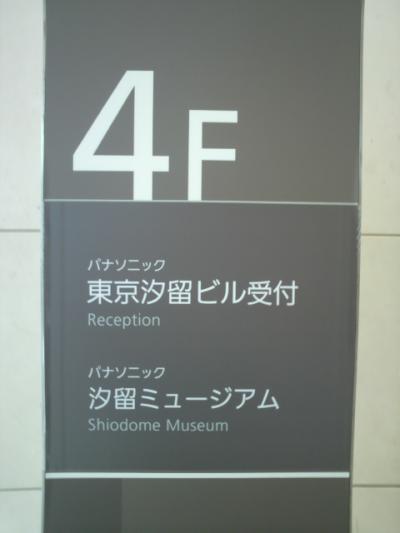 4F
パナソニック
東京汐留ビル受付
Reception
パナソニック
汐留ミュージアム
Shiodome Museum